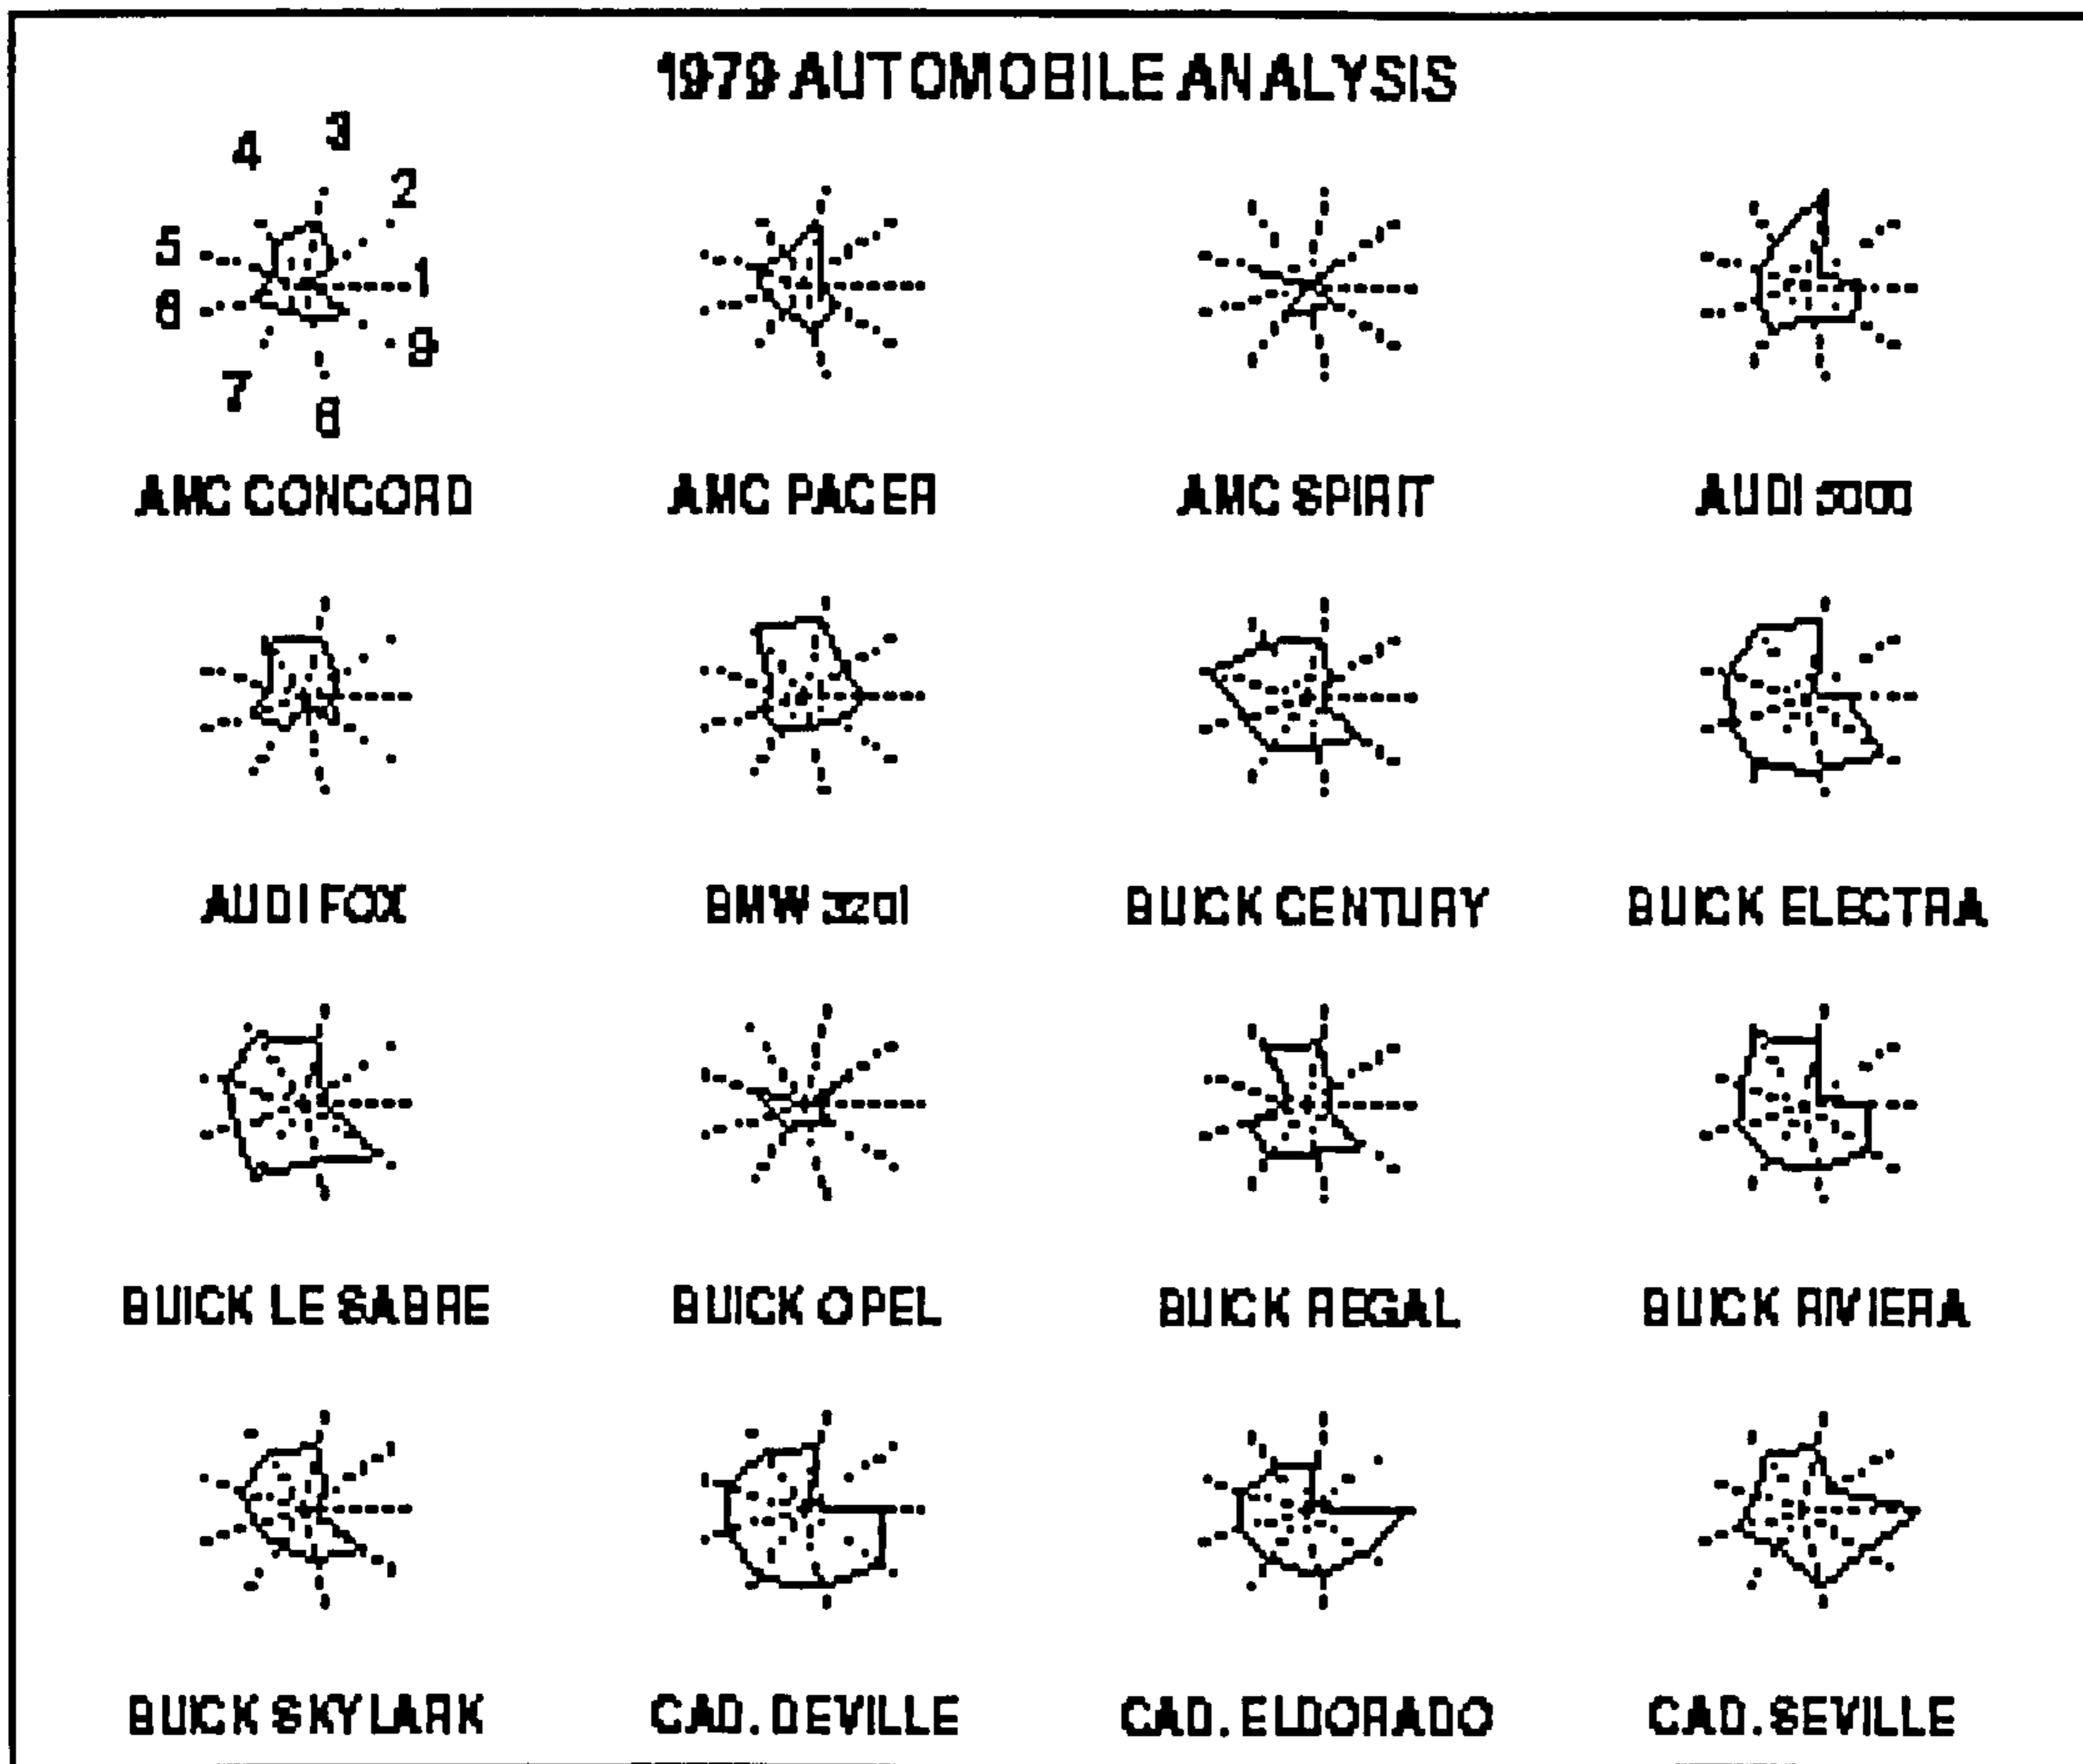 1979 AUTOMOBILE ANALYSIS
3
4
2
5
1
6
9
7
8
AMC CONCORD AMC PACER AMC SPIRIT AUDI 5000
AUDI FOX BMW 320I BUICK CENTURY BUICK ELECTRA
BUICK LE SABRE BUICK OPEL BUICK REGAL BUICK RIVIERA
BUICK SKYLARK CAD. DEVILLE CAD. ELDORADO CAD. SEVILLE